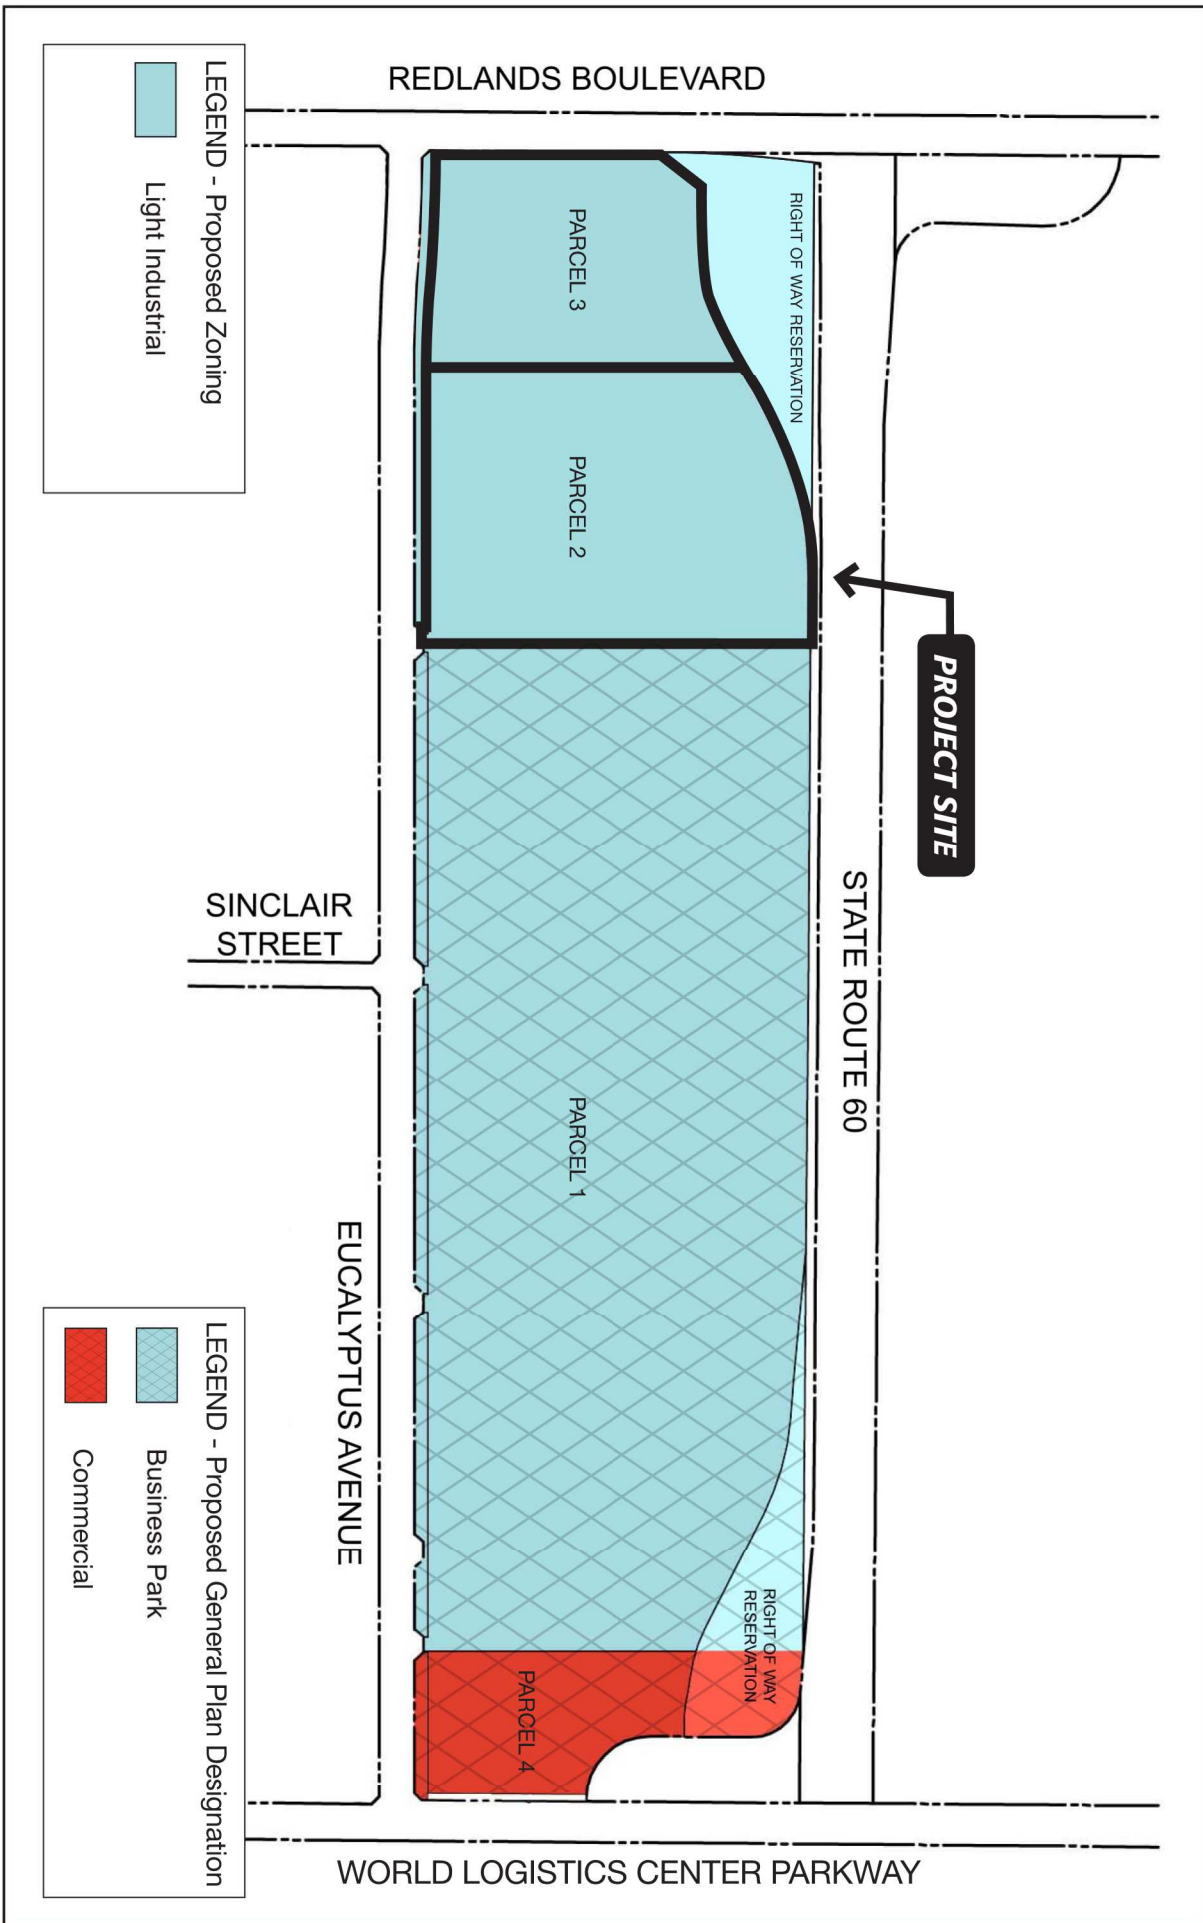 REDLANDS BOULEVARD
RIGHT OF WAY RESERVATION
PARCEL 3
PARCEL 2
PROJECT SITE
STATE ROUTE 60
SINCLAIR
STREET
PARCEL 1
EUCALYPTUS AVENUE
RIGHT OF WAY
RESERVATION
PARCEL 4
WORLD LOGISTICS CENTER PARKWAY
LEGEND - Proposed Zoning
Light Industrial
LEGEND - Proposed General Plan Designation
Business Park
Commercial